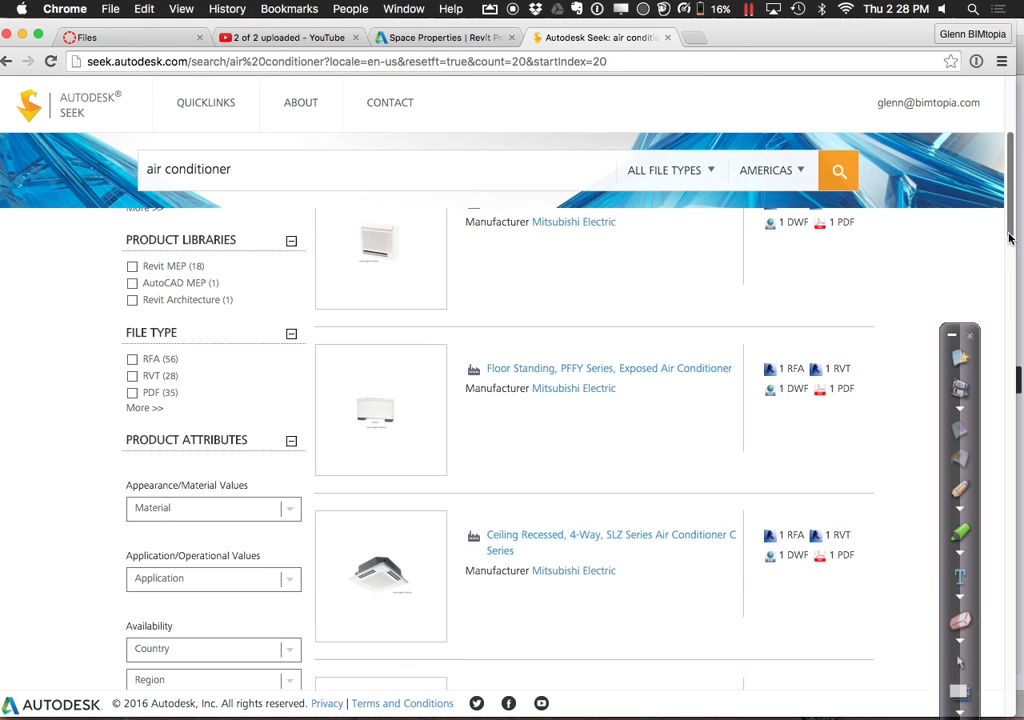 Chrome File Edit View History Bookmarks People Window Help 16% Thu 2 28 PM
Files 2 of 2 uploaded - YouTube Space Properties | Revit Pr Autodesk Seek: air conditic Glenn BIMtopia
seek.autodesk.com/search/air%20conditioner?locale=en-us&resetft=true&count=20&startIndex=20
AUTODESK®
SEEK
QUICKLINKS ABOUT CONTACT glenn@bimtopia.com
air conditioner ALL FILE TYPES AMERICAS
More >>
PRODUCT LIBRARIES
Revit MEP (18)
AutoCAD MEP (1)
Revit Architecture (1)
FILE TYPE
RFA (56)
RVT (28)
PDF (35)
More >>
PRODUCT ATTRIBUTES
Appearance/Material Values
Material
Application/Operational Values
Application
Availability
Country
Region
Manufacturer Mitsubishi Electric
1 DWF 1 PDF
Floor Standing, PFFY Series, Exposed Air Conditioner
Manufacturer Mitsubishi Electric
1 RFA 1 RVT
1 DWF 1 PDF
Ceiling Recessed, 4-Way, SLZ Series Air Conditioner C
Series
Manufacturer Mitsubishi Electric
1 RFA 1 RVT
1 DWF 1 PDF
AUTODESK. © 2016 Autodesk, Inc. All rights reserved. Privacy | Terms and Conditions